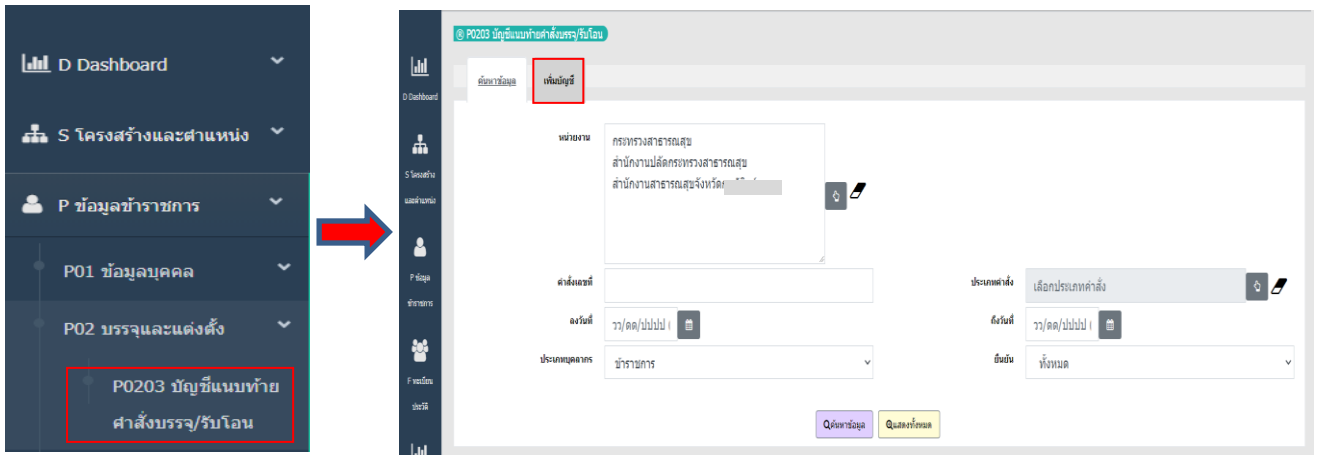 D Dashboard
S โครงสร้างและตำแหน่ง
P ข้อมูลข้าราชการ
P01 ข้อมูลบุคคล
P02 บรรจุและแต่งตั้ง
P0203 บัญชีแนบท้าย
คำสั่งบรรจุ/รับโอน
® P0203 บัญชีแนบท้ายคำสั่งบรรจุ/รับโอน
D Dashboard
S โครงสร้าง
และตำแหน่ง
P ข้อมูล
ข้าราชการ
F ทะเบียน
ประวัติ
ค้นหาข้อมูล เพิ่มบัญชี
หน่วยงาน
กระทรวงสาธารณสุข
สำนักงานปลัดกระทรวงสาธารณสุข
สำนักงานสาธารณสุขจังหวัด
คำสั่งเลขที่
ประเภทคำสั่ง เลือกประเภทคำสั่ง
ลงวันที่ วว/ดด/ปปปป (
ถึงวันที่ วว/ดด/ปปปป (
ประเภทบุคลากร ข้าราชการ
ยืนยัน ทั้งหมด
ค้นหาข้อมูล แสดงทั้งหมด